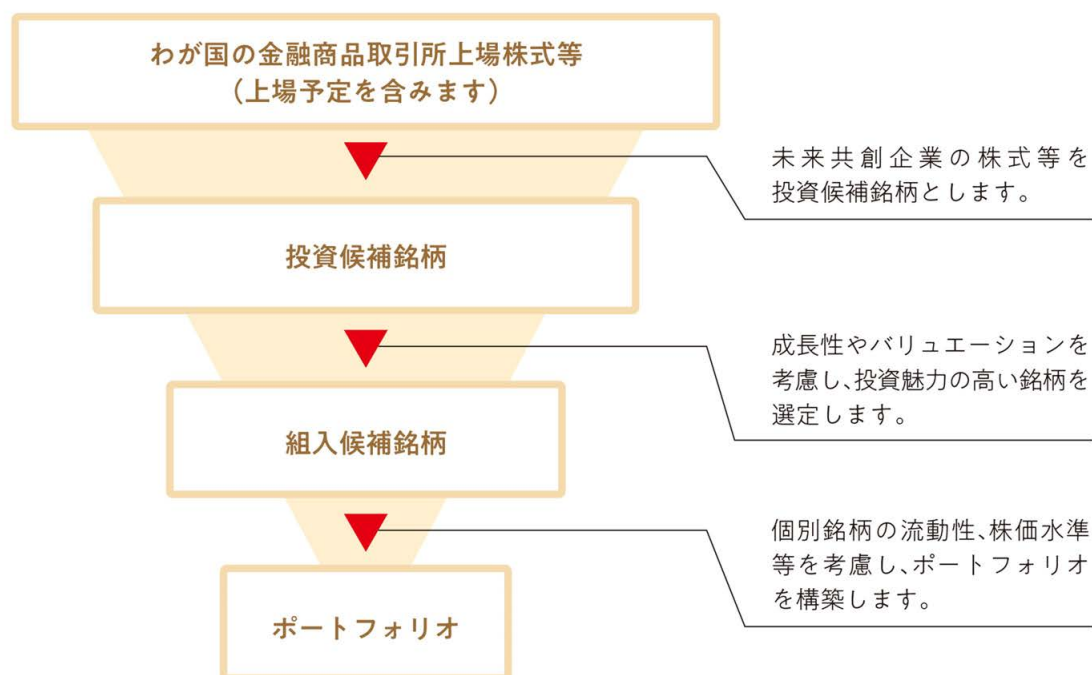 わが国の金融商品取引所上場株式等
（上場予定を含みます）
未来共創企業の株式等を
投資候補銘柄とします。
投資候補銘柄
成長性やバリュエーションを
考慮し、投資魅力の高い銘柄を
選定します。
組入候補銘柄
個別銘柄の流動性、株価水準
等を考慮し、ポートフォリオ
を構築します。
ポートフォリオ